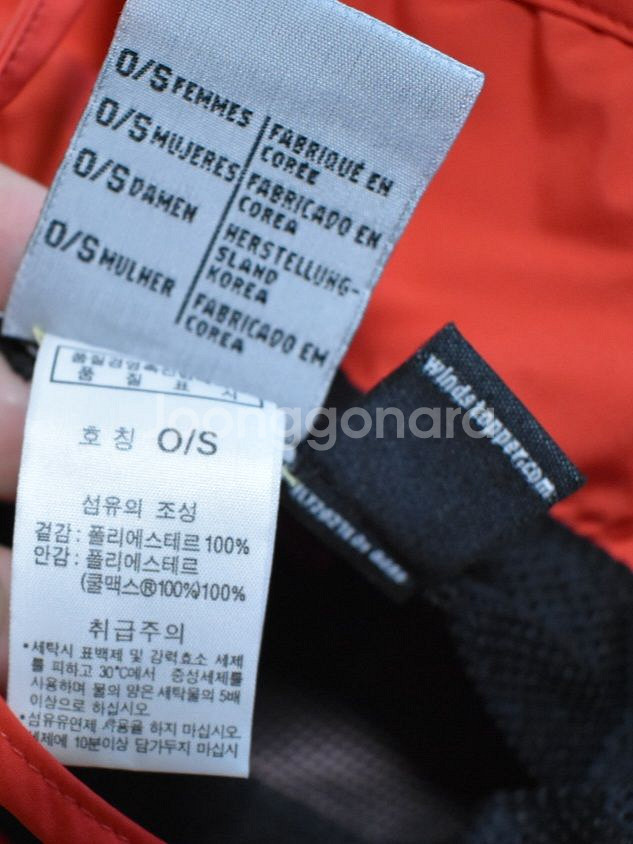 O/S FEMMES
O/S MUJERES
O/S DAMEN
O/S MULHER
FABRIQUÉ EN
CORÉE
FABRICADO EN
COREA
HERSTELLUNG-
SLAND
KOREA
FABRICADO EM
COREA
품 질 표 시
호 칭 O/S
섬유의 조성
겉감 : 폴리에스테르 100%
안감 : 폴리에스테르
(쿨맥스®100%)100%
취급주의
•세탁시 표백제 및 강력효소 세제
를 피하고 30℃에서 중성세제를
사용하며 물의 양은 세탁물의 5배
이상으로 하십시오
•섬유유연제 사용을 하지 마십시오
세제에 10분이상 담가두지 마십시
windstopper.com
Joonggonara